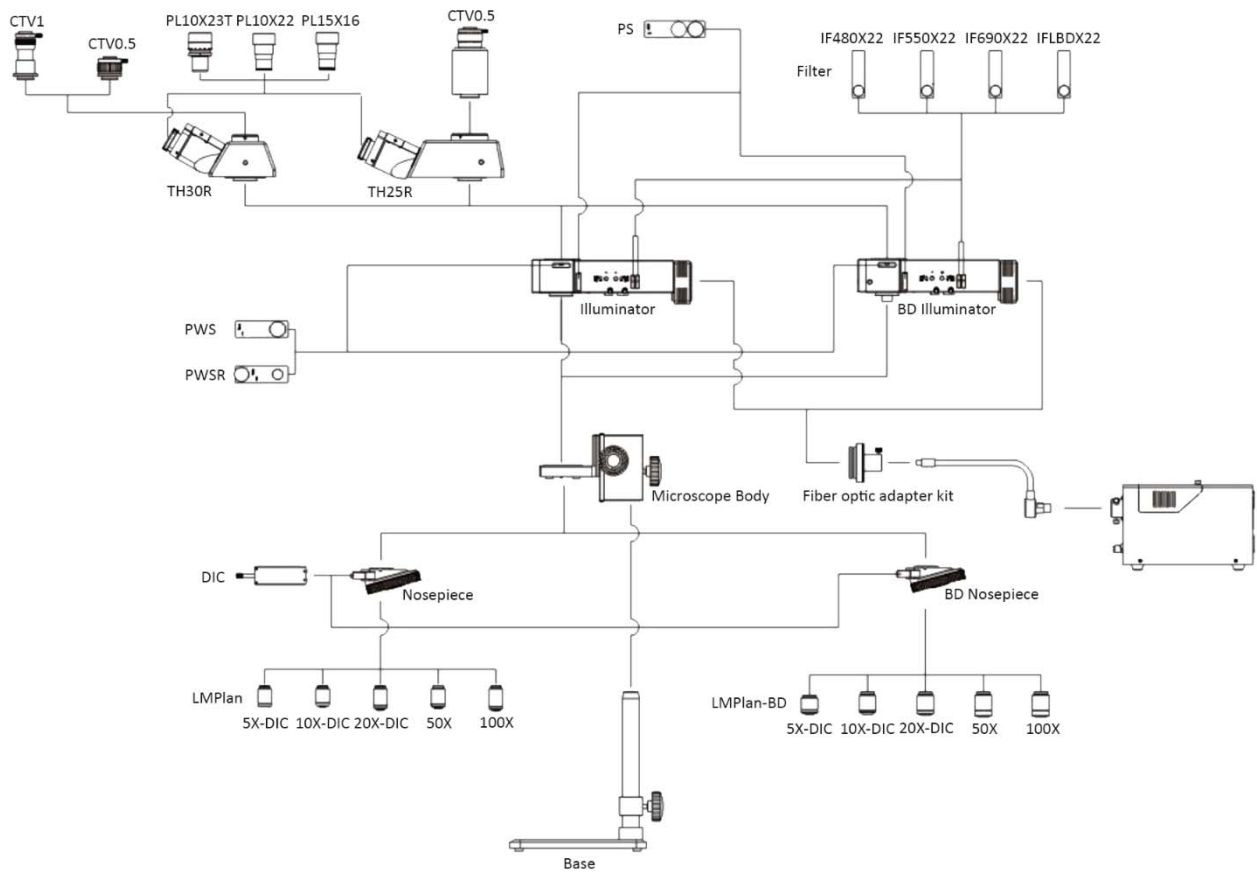 CTV1
CTV0.5
PL10X23T
PL10X22
PL15X16
CTV0.5
PS
IF480X22
IF550X22
IF690X22
IFLBDX22
Filter
TH30R
TH25R
Illuminator
BD Illuminator
PWS
PWSR
Microscope Body
Fiber optic adapter kit
DIC
Nosepiece
BD Nosepiece
LMPlan
5X-DIC
10X-DIC
20X-DIC
50X
100X
LMPlan-BD
5X-DIC
10X-DIC
20X-DIC
50X
100X
Base